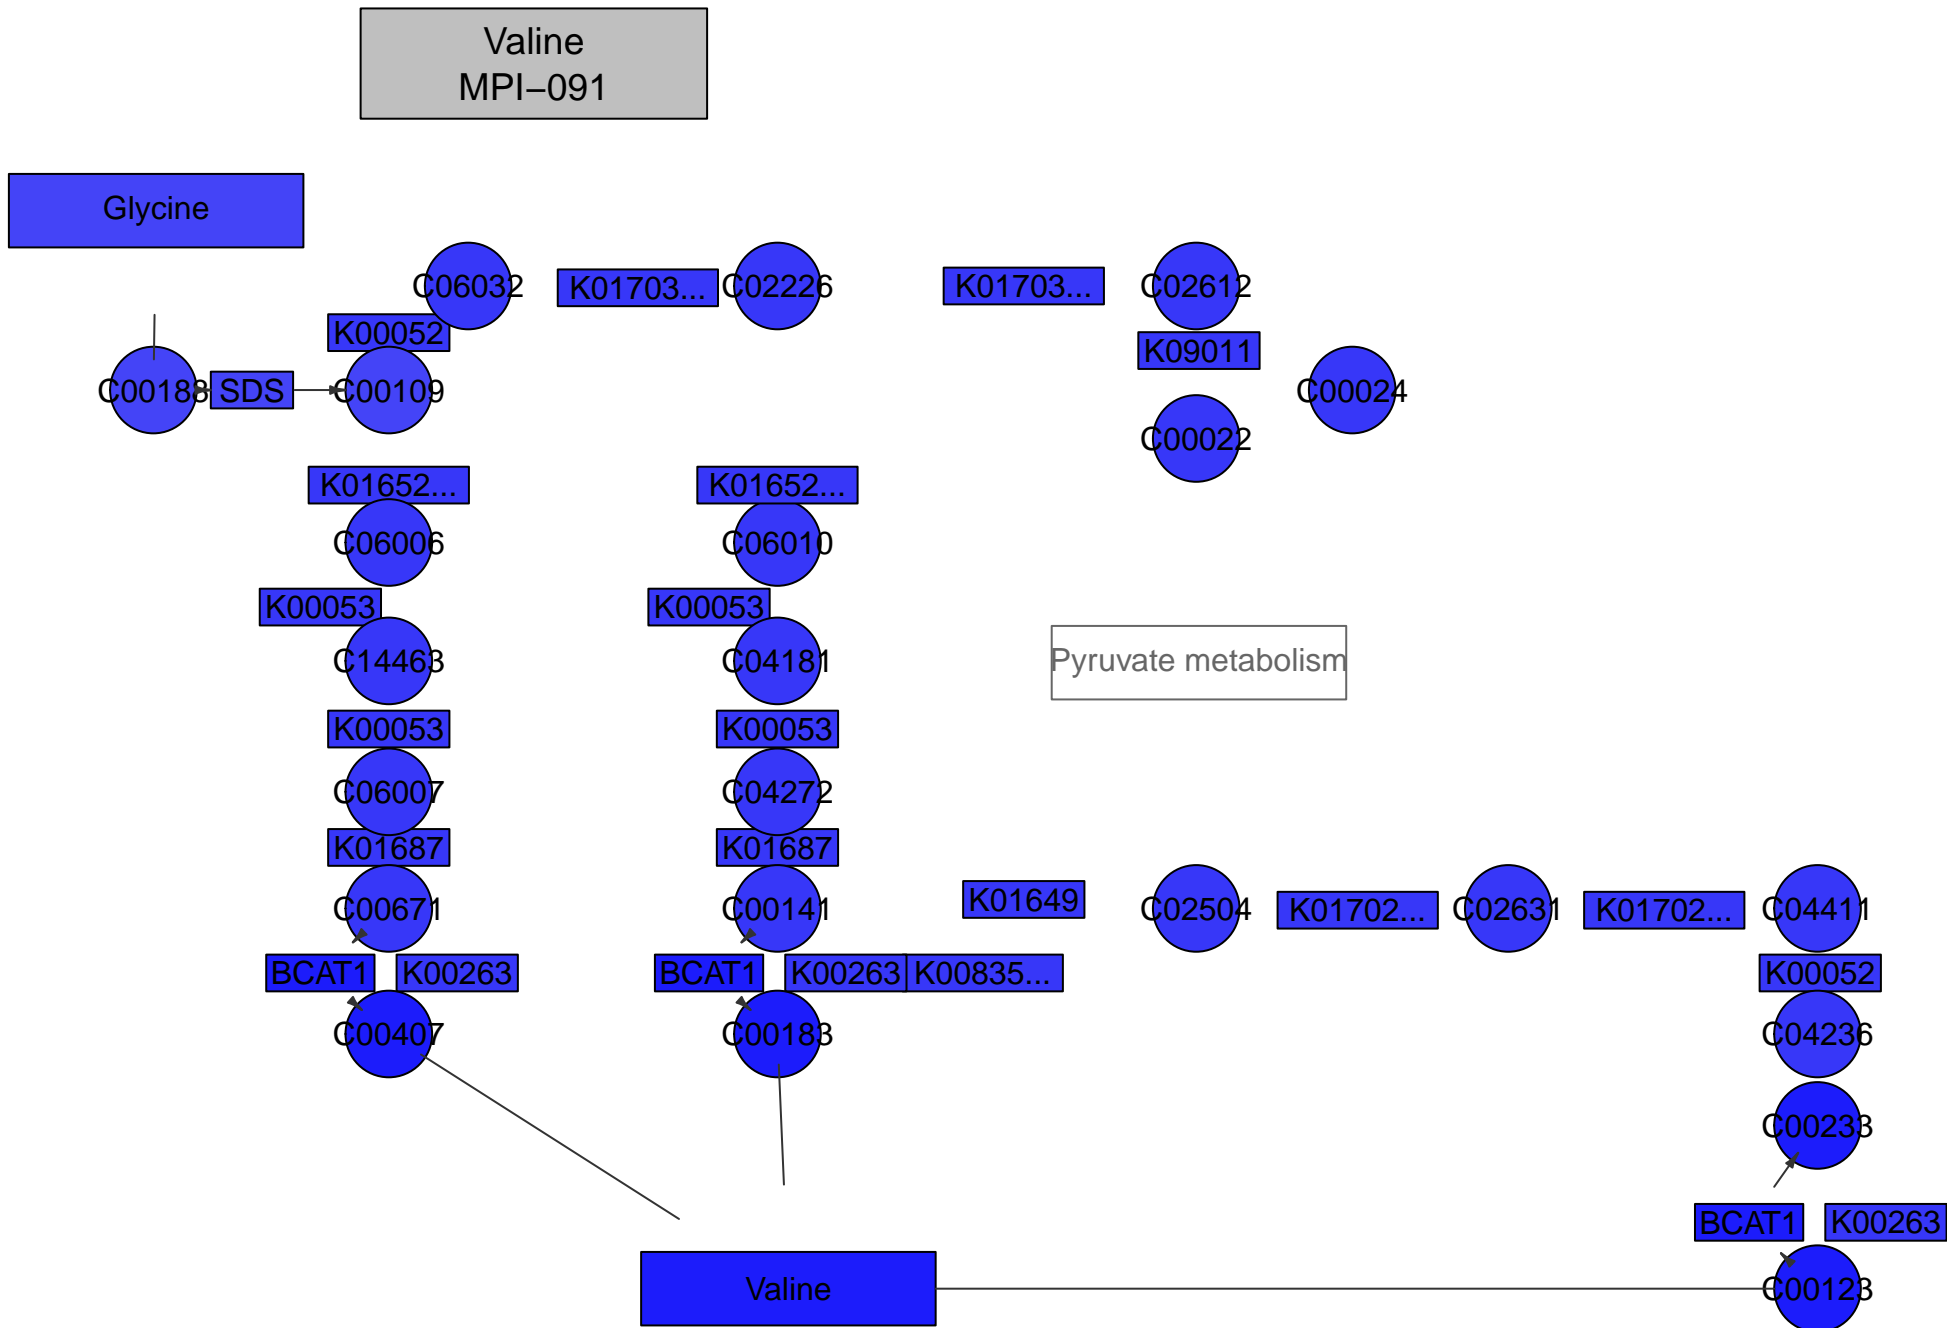 Valine
MPI−091
Glycine
C06032
K01703...
C02226
K01703...
C02612
K00052
K09011
C00188
SDS
C00109
C00024
C00022
K01652...
K01652...
C06006
C06010
K00053
K00053
C14463
C04181
Pyruvate metabolism
K00053
K00053
C06007
C04272
K01687
K01687
C00671
C00141
K01649
C02504
K01702...
C02631
K01702...
C04411
BCAT1
K00263
BCAT1
K00263
K00835...
K00052
C00407
C00183
C04236
C00233
BCAT1
K00263
Valine
C00123